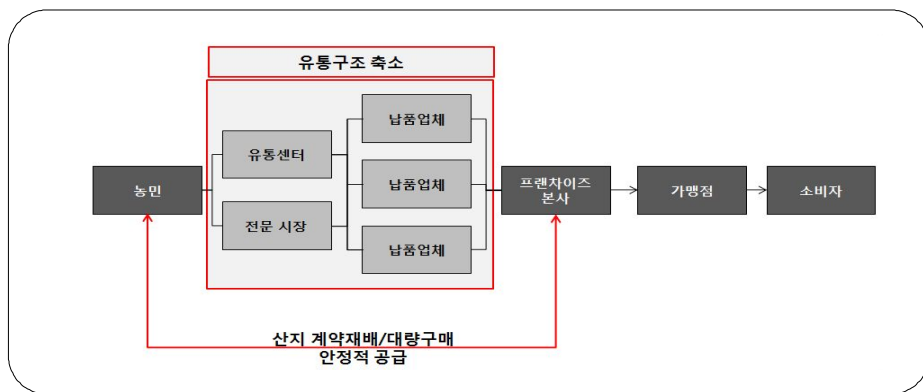 유통구조 축소
납품업체
유통센터
납품업체
농민
프랜차이즈
본사
가맹점
소비자
전문 시장
납품업체
산지 계약재배/대량구매
안정적 공급